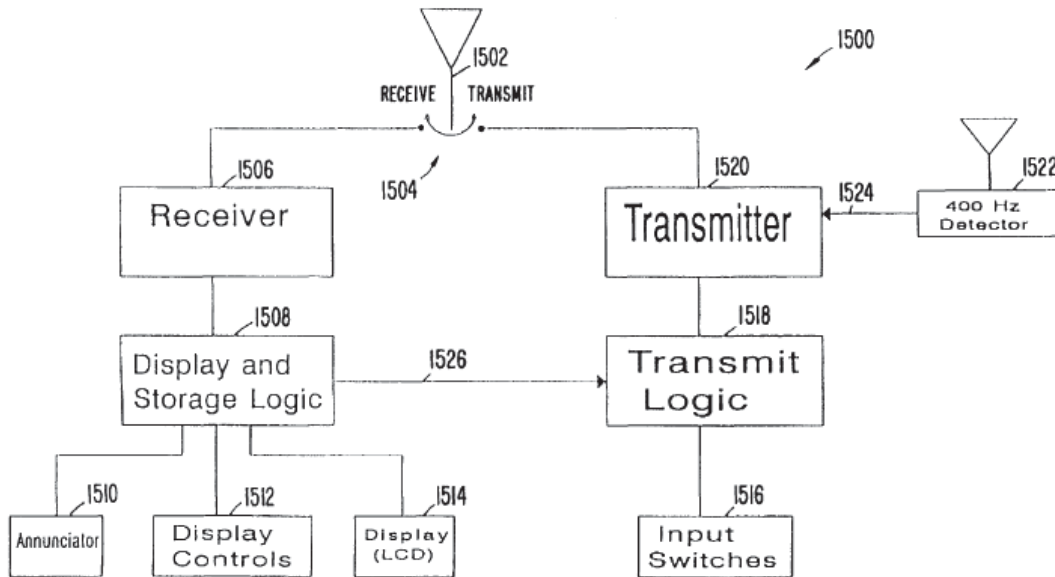 1502
1500
RECEIVE TRANSMIT
1504
1506
Receiver
1520
Transmitter
1524
1522
400 Hz
Detector
1508
Display and
Storage Logic
1526
1518
Transmit
Logic
1510
Annunciator
1512
Display
Controls
1514
Display
(LCD)
1516
Input
Switches